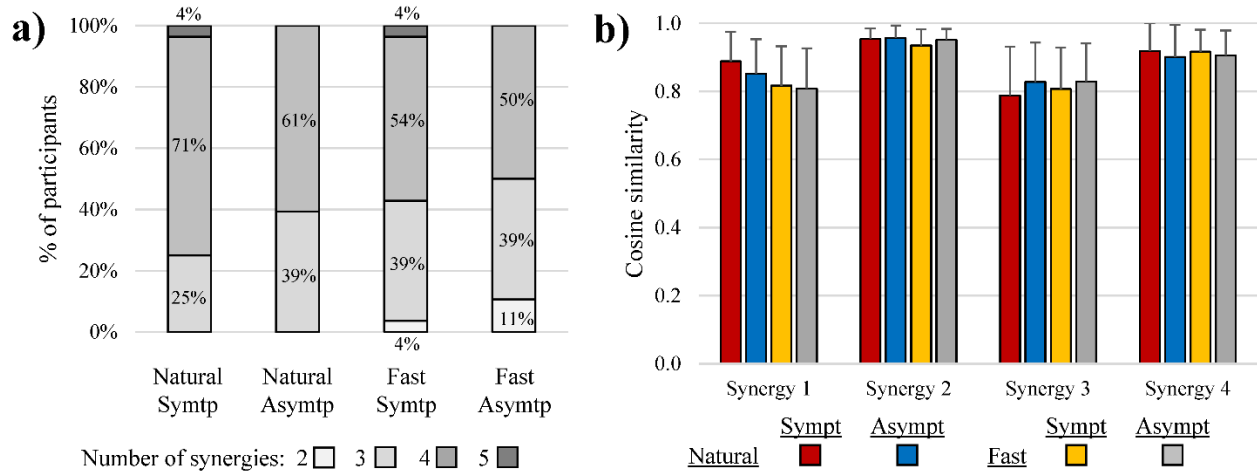 a)
4%
4%
100%
80%
60%
40%
20%
0%
% of participants
71%
25%
61%
39%
54%
39%
4%
50%
39%
11%
Natural
Symtp
Natural
Asymtp
Fast
Symtp
Fast
Asymtp
Number of synergies: 2 3 4 5
b)
1.0
0.8
0.6
0.4
0.2
0.0
Cosine similarity
Synergy 1 Synergy 2 Synergy 3 Synergy 4
Sympt Asympt Sympt Asympt
Natural Fast